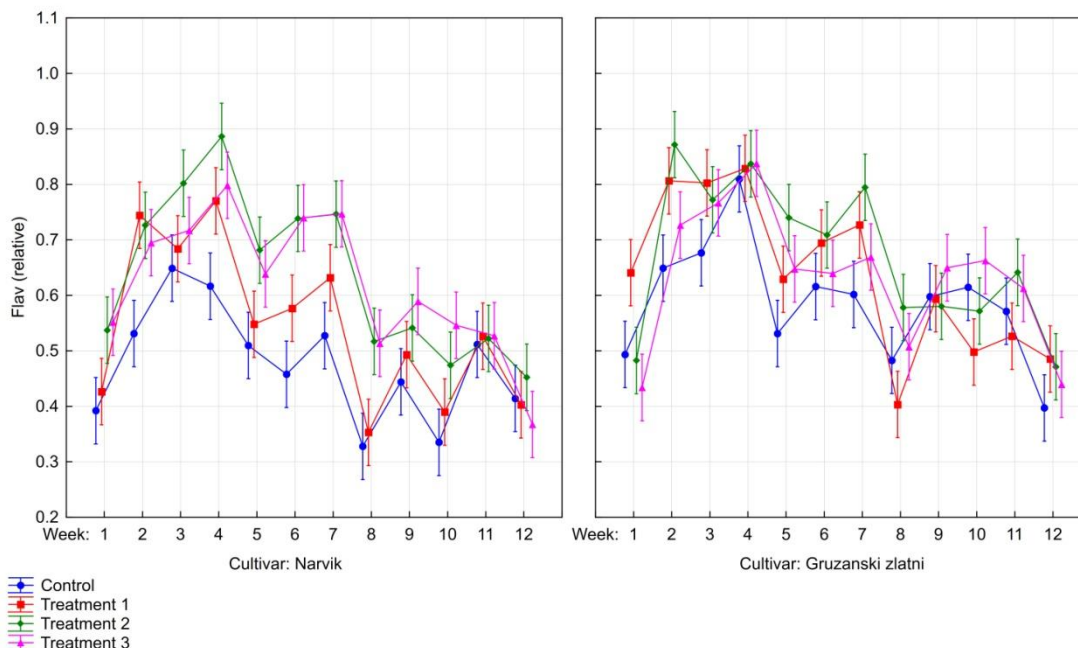 1.1
1.0
0.9
0.8
0.7
0.6
0.5
0.4
0.3
0.2
Flav (relative)
Week: 1 2 3 4 5 6 7 8 9 10 11 12
1 2 3 4 5 6 7 8 9 10 11 12
Cultivar: Narvik
Cultivar: Gruzanski zlatni
Control
Treatment 1
Treatment 2
Treatment 3